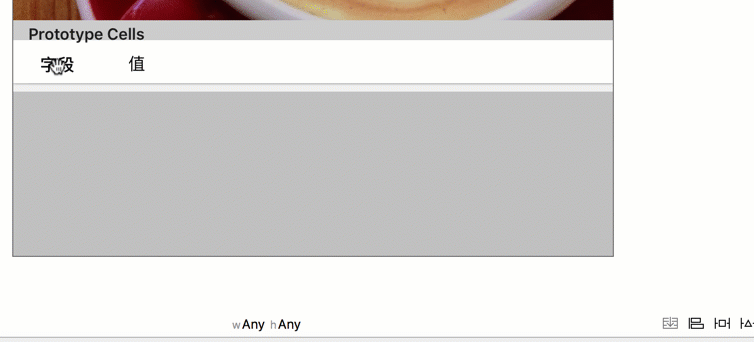 Prototype Cells
字段 值
wAny hAny